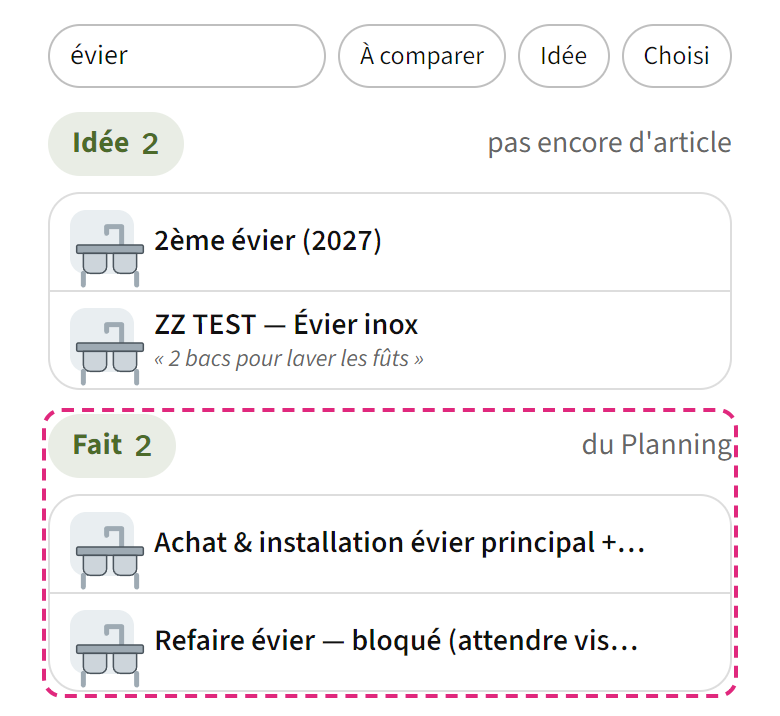 évier
À comparer
Idée
Choisi
Idée 2
pas encore d'article
2ème évier (2027)
ZZ TEST — Évier inox
« 2 bacs pour laver les fûts »
Fait 2
du Planning
Achat & installation évier principal +…
Refaire évier — bloqué (attendre vis…